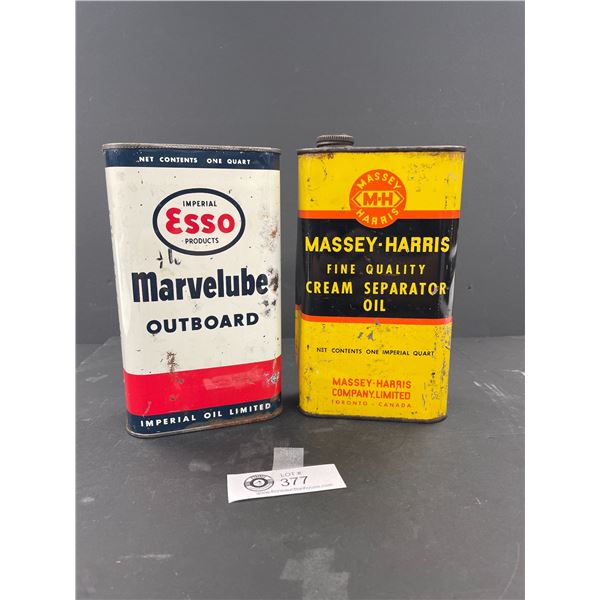 NET CONTENTS ONE QUART
IMPERIAL
Esso
PRODUCTS
Marvelube
OUTBOARD
IMPERIAL OIL LIMITED
MASSEY
M-H
HARRIS
MASSEY-HARRIS
FINE QUALITY
CREAM SEPARATOR
OIL
NET CONTENTS ONE IMPERIAL QUART
MASSEY-HARRIS
COMPANY, LIMITED
TORONTO - CANADA
LOT #
377